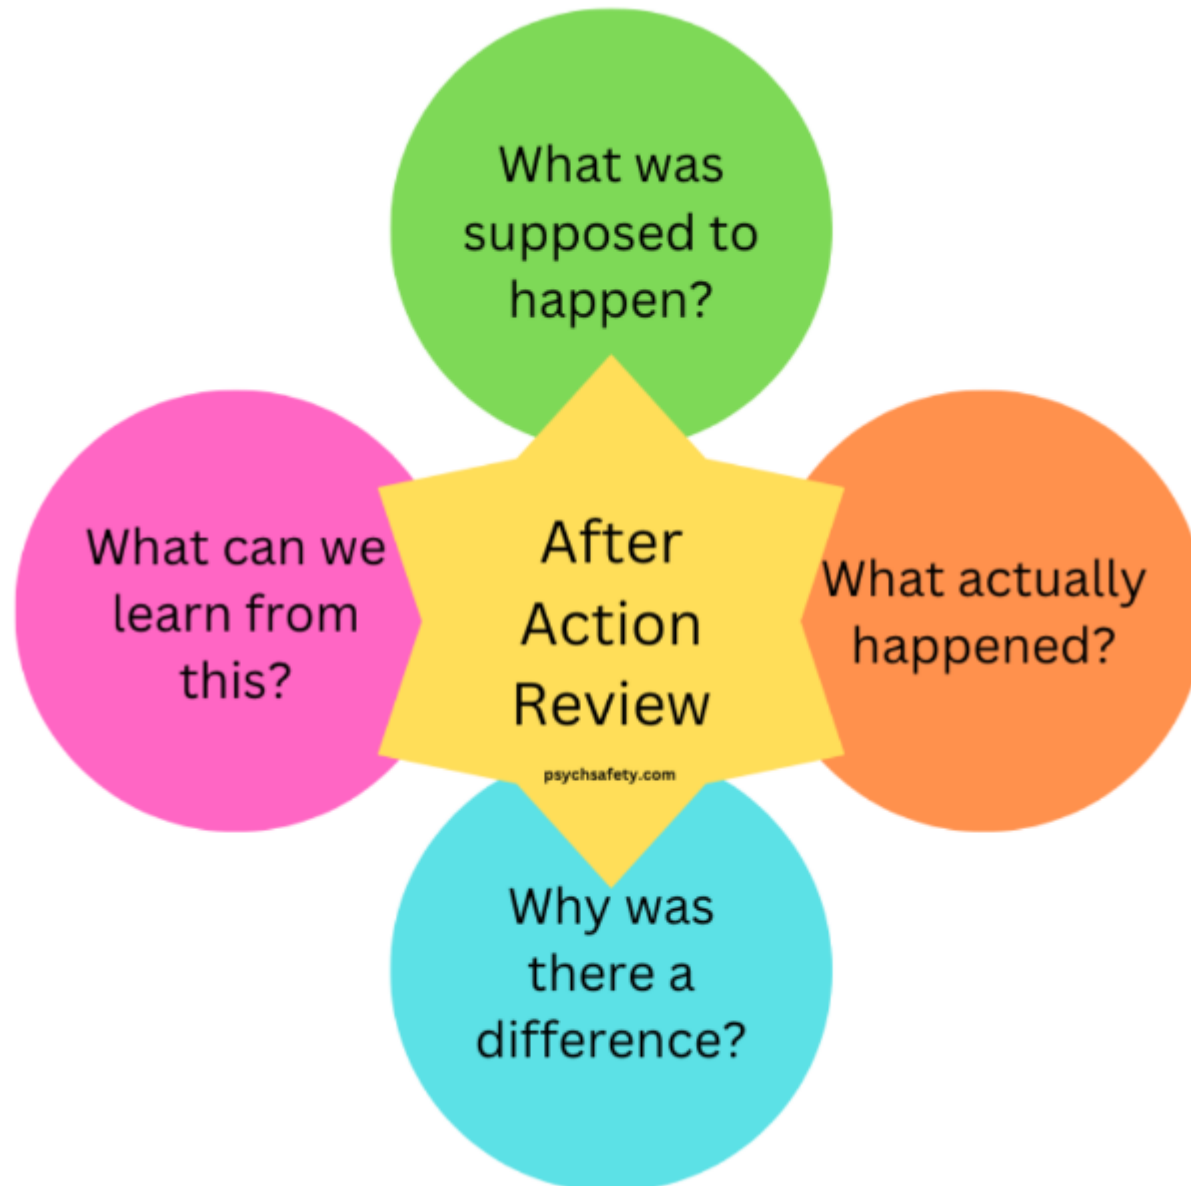 What was
supposed to
happen?
What actually
happened?
Why was
there a
difference?
What can we
learn from
this?
After
Action
Review
psychsafety.com